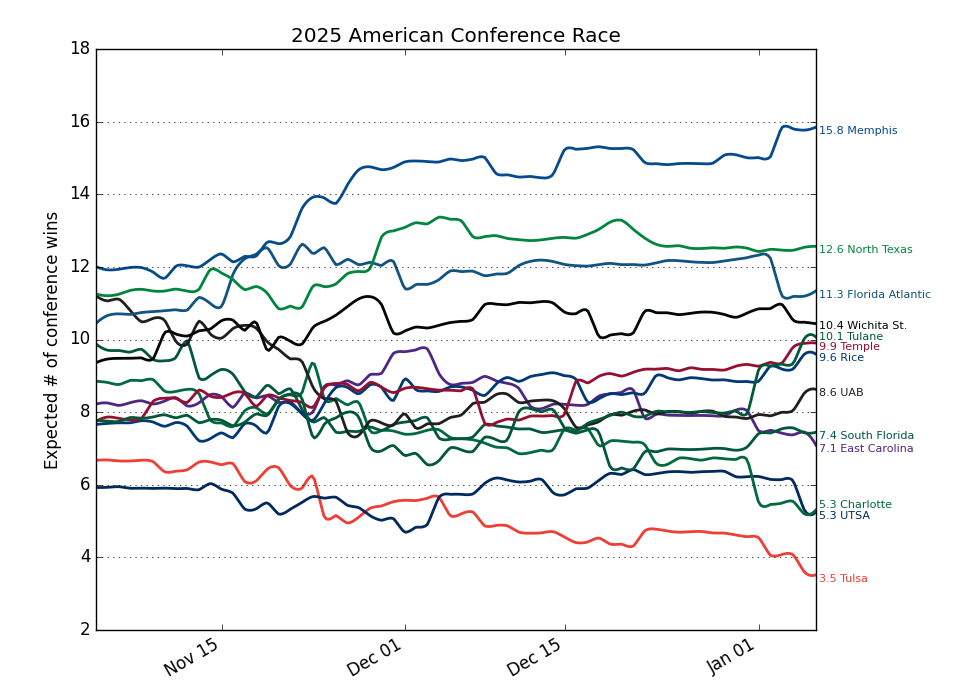 2025 American Conference Race
Expected # of conference wins
18
16
14
12
10
8
6
4
2
Nov 15
Dec 01
Dec 15
Jan 01
15.8 Memphis
12.6 North Texas
11.3 Florida Atlantic
10.4 Wichita St.
10.1 Tulane
9.9 Temple
9.6 Rice
8.6 UAB
7.4 South Florida
7.1 East Carolina
5.3 Charlotte
5.3 UTSA
3.5 Tulsa